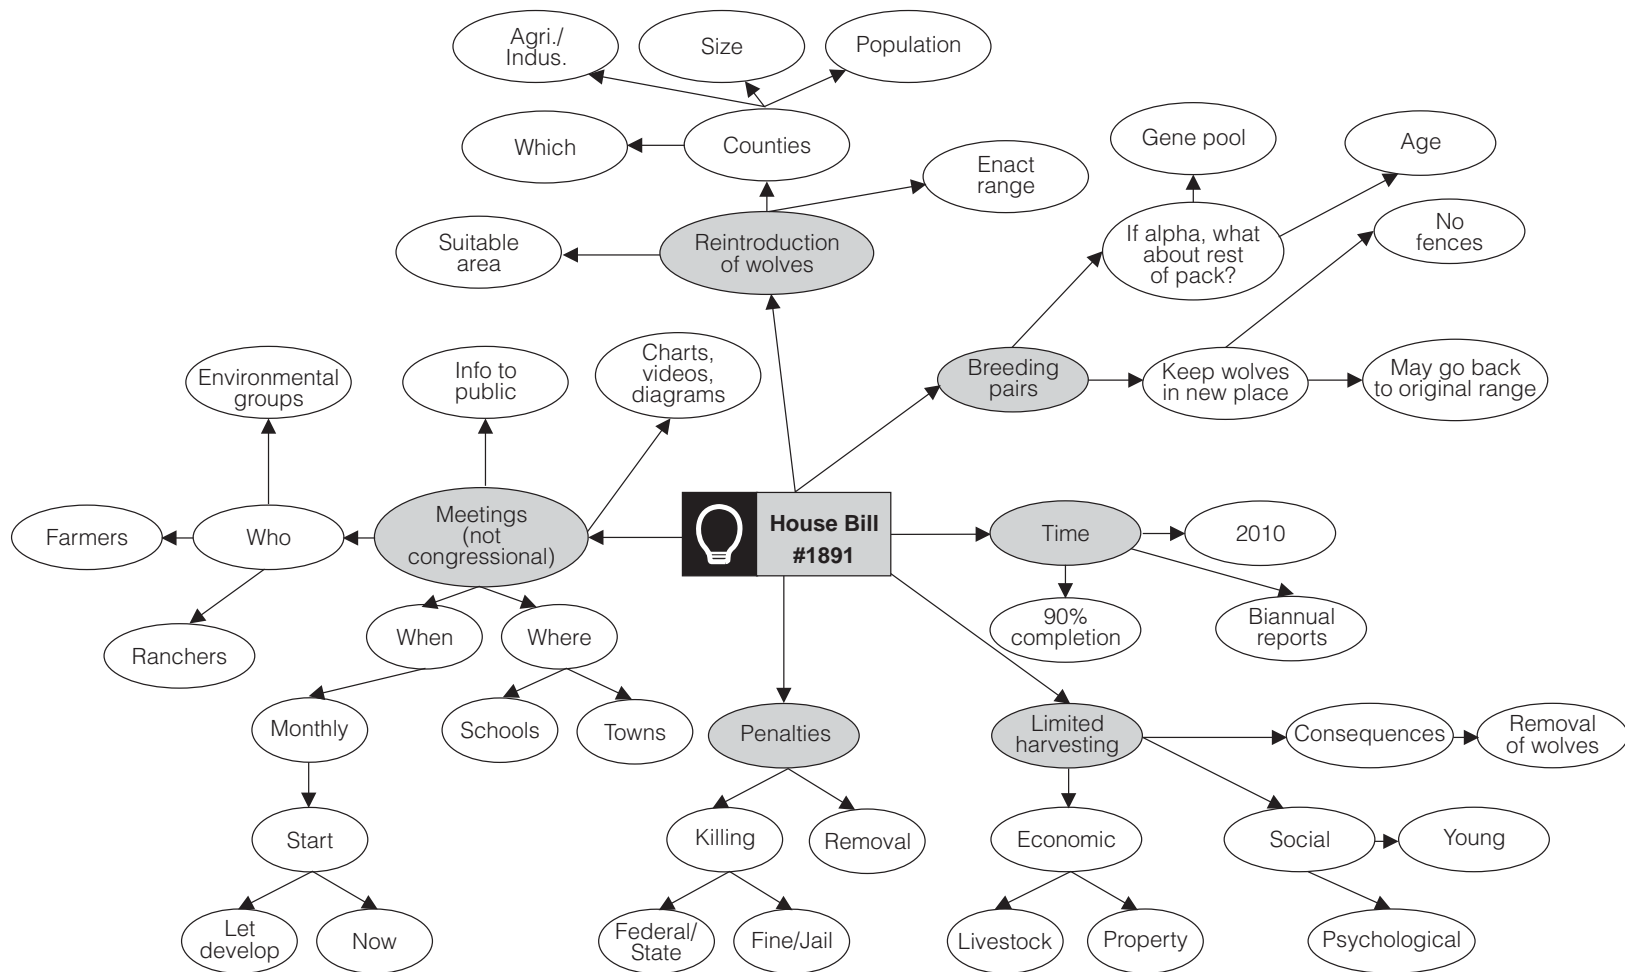 Agri./
Indus.
Size
Population
Which
Counties
Gene pool
Age
Enact
range
Suitable
area
Reintroduction
of wolves
If alpha, what
about rest
of pack?
No
fences
Environmental
groups
Info to
public
Charts,
videos,
diagrams
Breeding
pairs
Keep wolves
in new place
May go back
to original range
Farmers
Who
Meetings
(not
congressional)
House Bill
#1891
Time
2010
Ranchers
When
Where
90%
completion
Biannual
reports
Monthly
Schools
Towns
Penalties
Limited
harvesting
Consequences
Removal
of wolves
Start
Killing
Removal
Economic
Social
Young
Let
develop
Now
Federal/
State
Fine/Jail
Livestock
Property
Psychological